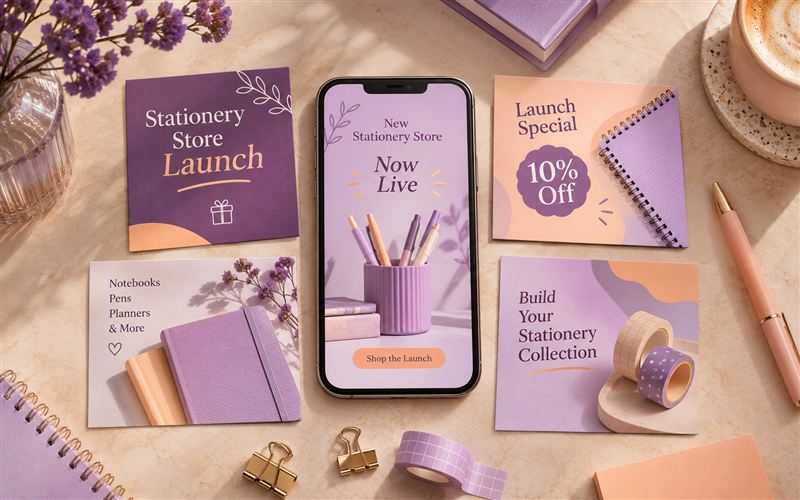 Stationery
Store
Launch
New
Stationery Store
Now
Live
Shop the Launch
Launch
Special
10%
Off
Notebooks
Pens
Planners
& More
Build
Your
Stationery
Collection